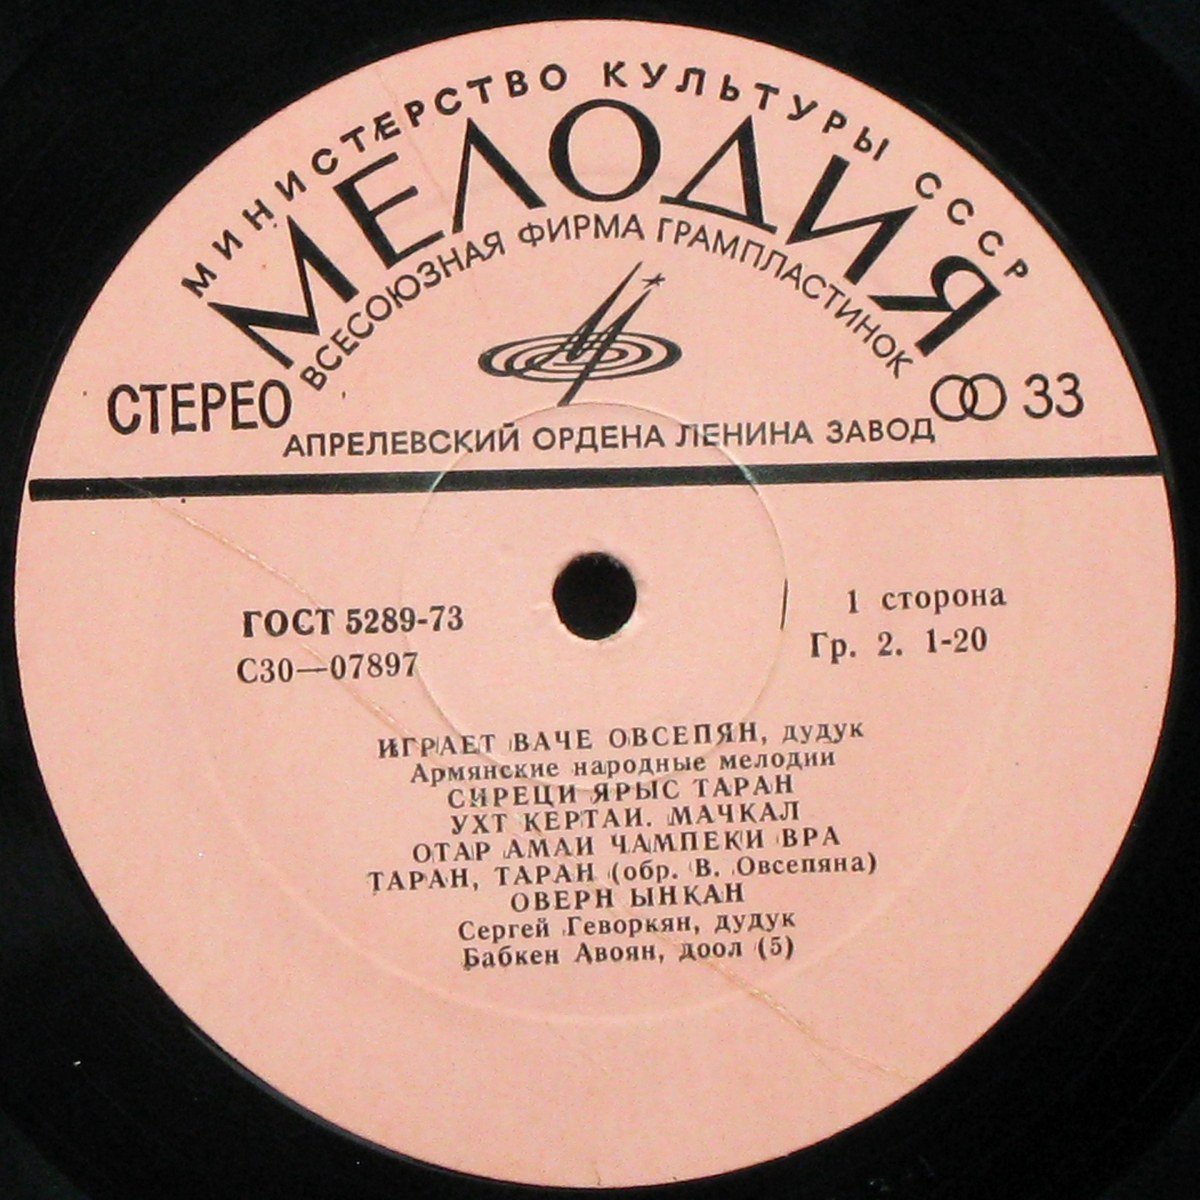 МИНИСТЕРСТВО КУЛЬТУРЫ СССР
МЕЛОДИЯ
ВСЕСОЮЗНАЯ ФИРМА ГРАМПЛАСТИНОК
СТЕРЕО
33
АПРЕЛЕВСКИЙ ОРДЕНА ЛЕНИНА ЗАВОД
ГОСТ 5289-73
С30—07897
1 сторона
Гр. 2. 1-20
ИГРАЕТ ВАЧЕ ОВСЕПЯН, дудук
Армянские народные мелодии
СИРЕЦИ ЯРЫС ТАРАН
УХТ КЕРТАИ. МАЧКАЛ
ОТАР АМАИ ЧАМПЕКИ ВРА
ТАРАН, ТАРАН (обр. В. Овсепяна)
ОВЕРН ЫНКАН
Сергей Геворкян, дудук
Бабкен Авоян, доол (5)